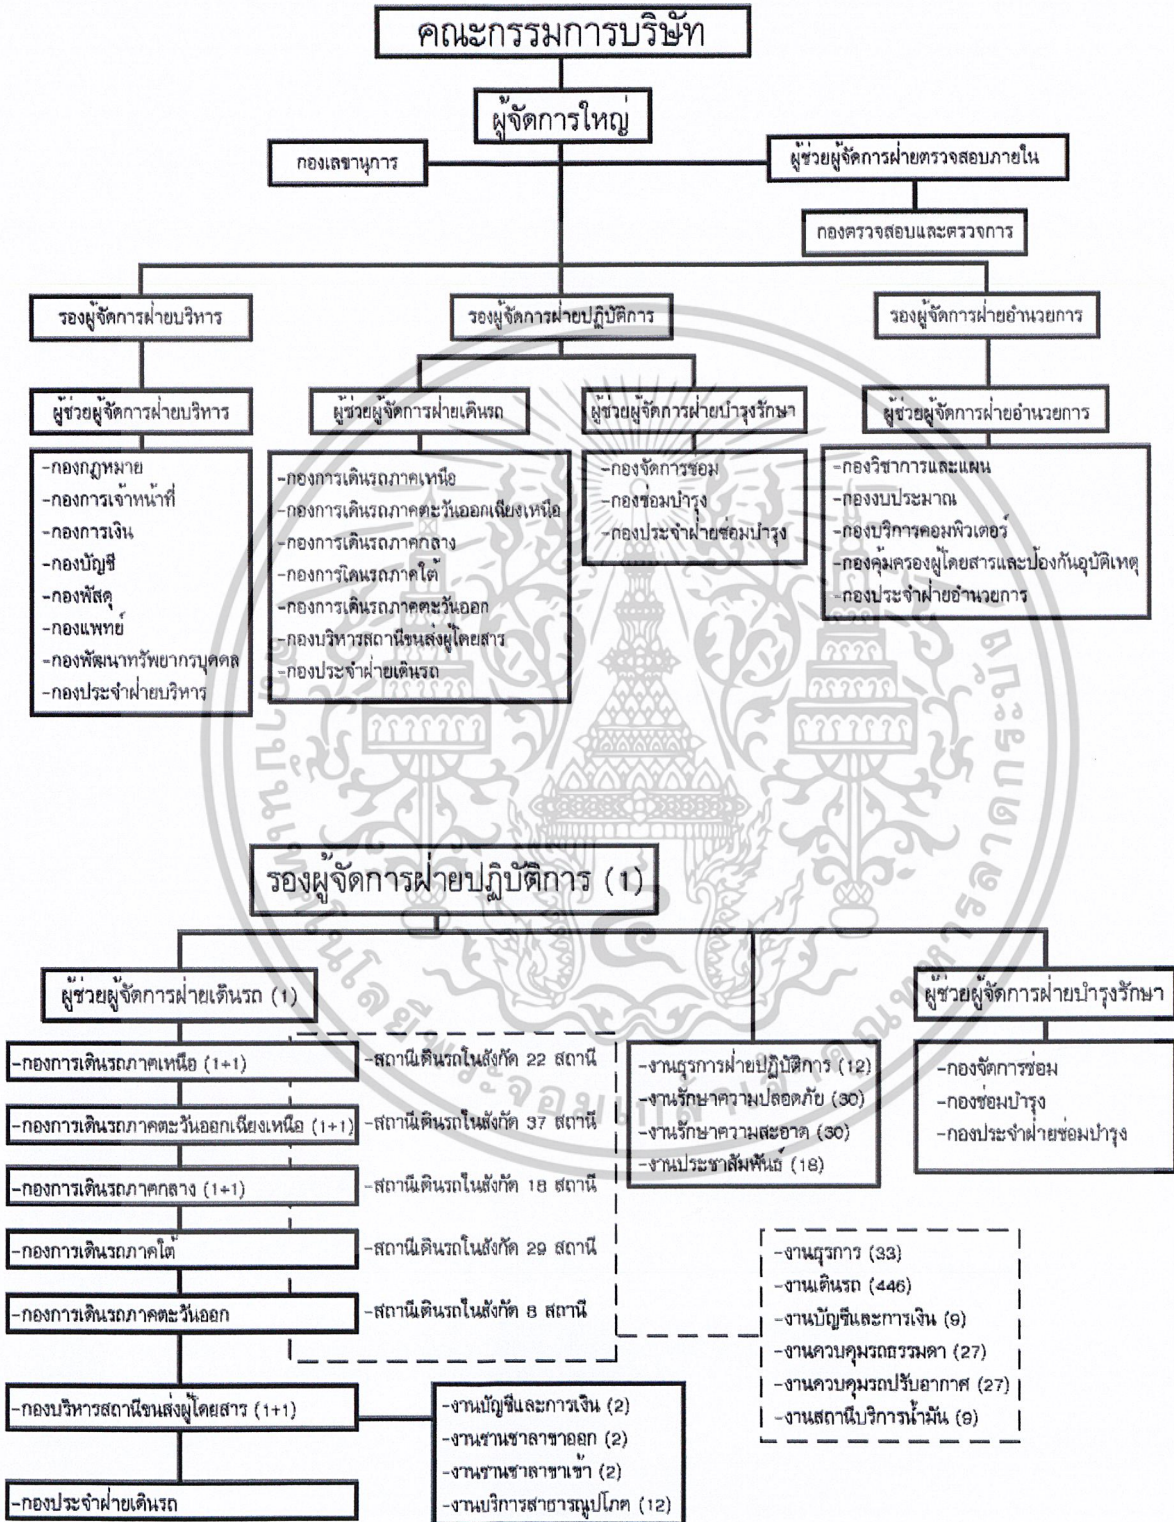 คณะกรรมการบริษัท
ผู้จัดการใหญ่
กองเลขานุการ
ผู้ช่วยผู้จัดการฝ่ายตรวจสอบภายใน
กองตรวจสอบและตรวจการ
รองผู้จัดการฝ่ายบริหาร
รองผู้จัดการฝ่ายปฏิบัติการ
รองผู้จัดการฝ่ายอำนวยการ
ผู้ช่วยผู้จัดการฝ่ายบริหาร
ผู้ช่วยผู้จัดการฝ่ายเดินรถ
ผู้ช่วยผู้จัดการฝ่ายบำรุงรักษา
ผู้ช่วยผู้จัดการฝ่ายอำนวยการ
-กองกฎหมาย
-กองการเจ้าหน้าที่
-กองการเงิน
-กองบัญชี
-กองพัสดุ
-กองแพทย์
-กองพัฒนาทรัพยากรบุคคล
-กองประจำฝ่ายบริหาร
-กองการเดินรถภาคเหนือ
-กองการเดินรถภาคตะวันออกเฉียงเหนือ
-กองการเดินรถภาคกลาง
-กองการเดนรถภาคใต้
-กองการเดินรถภาคตะวันออก
-กองบริหารสถานีขนส่งผู้โดยสาร
-กองประจำฝ่ายเดินรถ
-กองจัดการซ่อม
-กองซ่อมบำรุง
-กองประจำฝ่ายซ่อมบำรุง
-กองวิชาการและแผน
-กองงบประมาณ
-กองบริการคอมพิวเตอร์
-กองคุ้มครองผู้โดยสารและป้องกันอุบัติเหตุ
-กองประจำฝ่ายอำนวยการ
รองผู้จัดการฝ่ายปฏิบัติการ (1)
ผู้ช่วยผู้จัดการฝ่ายเดินรถ (1)
ผู้ช่วยผู้จัดการฝ่ายบำรุงรักษา
-กองการเดินรถภาคเหนือ (1+1)
-สถานีเดินรถในสังกัด 22 สถานี
-กองการเดินรถภาคตะวันออกเฉียงเหนือ (1+1)
-สถานีเดินรถในสังกัด 37 สถานี
-กองการเดินรถภาคกลาง (1+1)
-สถานีเดินรถในสังกัด 18 สถานี
-กองการเดินรถภาคใต้
-สถานีเดินรถในสังกัด 29 สถานี
-กองการเดินรถภาคตะวันออก
-สถานีเดินรถในสังกัด 8 สถานี
-กองบริหารสถานีขนส่งผู้โดยสาร (1+1)
-กองประจำฝ่ายเดินรถ
-งานธุรการฝ่ายปฏิบัติการ (12)
-งานรักษาความปลอดภัย (30)
-งานรักษาความสะอาด (30)
-งานประชาสัมพันธ์ (18)
-กองจัดการซ่อม
-กองซ่อมบำรุง
-กองประจำฝ่ายซ่อมบำรุง
-งานธุรการ (33)
-งานเดินรถ (446)
-งานบัญชีและการเงิน (9)
-งานควบคุมรถธรรมดา (27)
-งานควบคุมรถปรับอากาศ (27)
-งานสถานีบริการน้ำมัน (9)
-งานบัญชีและการเงิน (2)
-งานชานชาลาขาออก (2)
-งานชานชาลาขาเข้า (2)
-งานบริการสาธารณูปโภค (12)
สถาบันเทคโนโลยีพระจอมเกล้าเจ้าคุณทหารลาดกระบัง